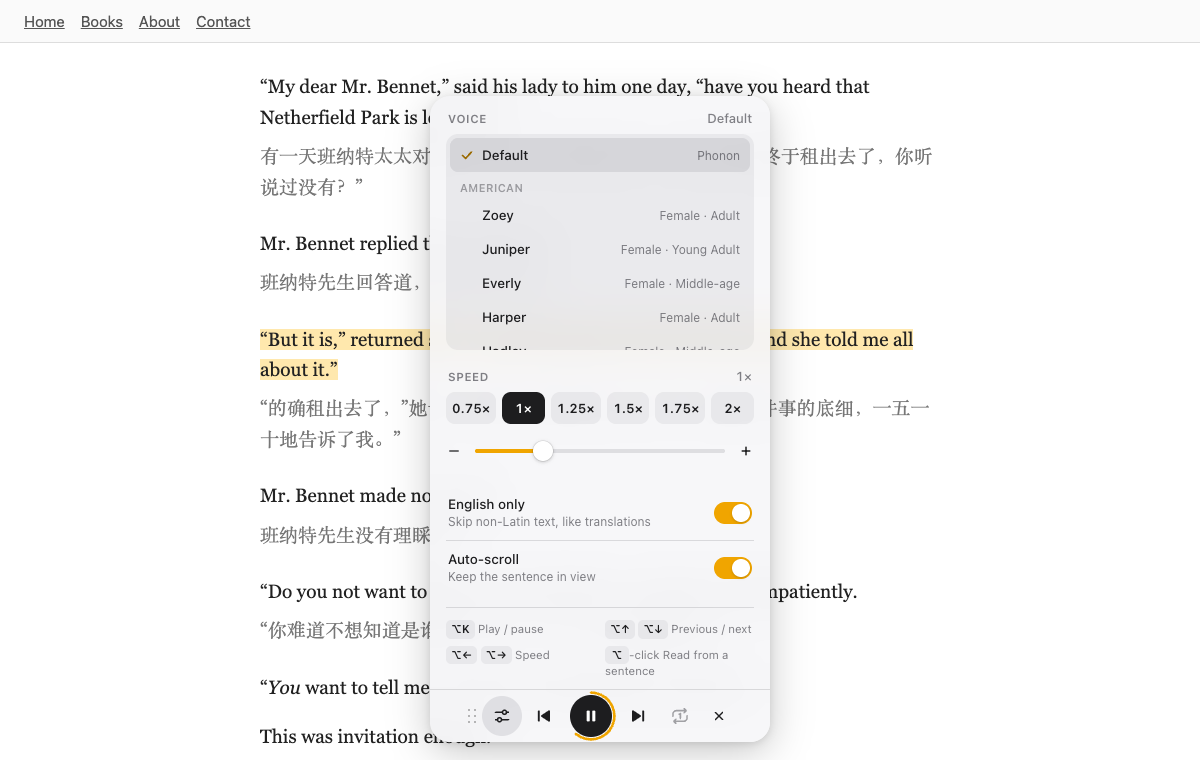 Home Books About Contact
“My dear Mr. Bennet,” said his lady to him one day, “have you heard that
Netherfield Park is
有一天班纳特太太对
终于租出去了，你听
说过没有？”
Mr. Bennet replied
班纳特先生回答道，
“But it is,” returned
and she told me all
about it.”
“的确租出去了，”她
件事的底细，一五一
十地告诉了我。”
Mr. Bennet made no
班纳特先生没有理睬
“Do you not want to
impatiently.
“你难道不想知道是谁
“You want to tell me
This was invitation enough.
VOICE Default
Default Phonon
AMERICAN
Zoey Female · Adult
Juniper Female · Young Adult
Everly Female · Middle-age
Harper Female · Adult
Hadley Female · Middle-age
SPEED 1×
0.75× 1× 1.25× 1.5× 1.75× 2×
− +
English only
Skip non-Latin text, like translations
Auto-scroll
Keep the sentence in view
⌥K Play / pause ⌥↑ ⌥↓ Previous / next
⌥← ⌥→ Speed ⌥ -click Read from a
sentence